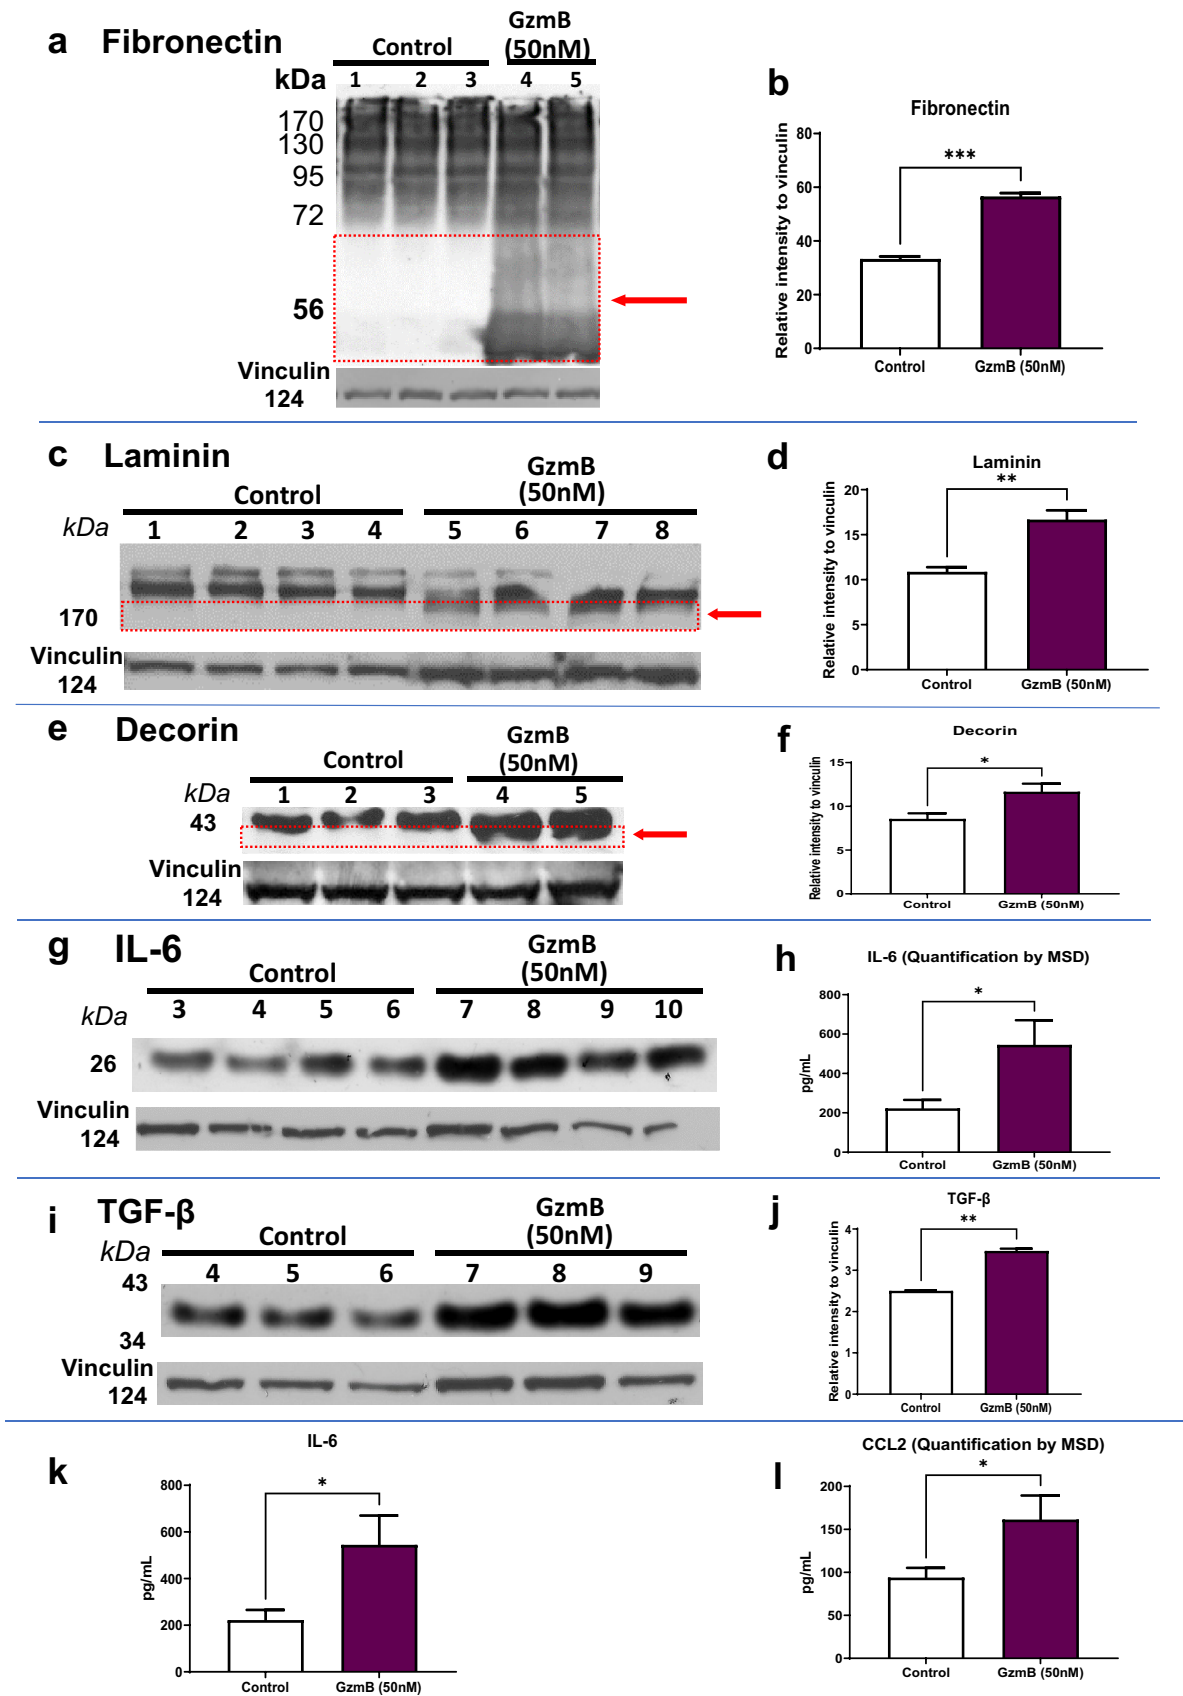 a Fibronectin
Control
GzmB
(50nM)
kDa 1 2 3 4 5
170
130
95
72
56
Vinculin
124
b
Fibronectin
Relative intensity to vinculin
80
60
40
20
0
***
Control GzmB (50nM)
c Laminin
Control
GzmB
(50nM)
kDa 1 2 3 4 5 6 7 8
170
Vinculin
124
d
Laminin
Relative intensity to vinculin
20
15
10
5
0
**
Control GzmB (50nM)
e Decorin
Control
GzmB
(50nM)
kDa 1 2 3 4 5
43
Vinculin
124
f
Decorin
Relative intensity to vinculin
15
10
5
0
*
Control GzmB (50nM)
g IL-6
Control
GzmB
(50nM)
kDa 3 4 5 6 7 8 9 10
26
Vinculin
124
h
IL-6 (Quantification by MSD)
pg/mL
800
600
400
200
0
*
Control GzmB (50nM)
i TGF-β
Control
GzmB
(50nM)
kDa 4 5 6 7 8 9
43
34
Vinculin
124
j
TGF-β
Relative intensity to vinculin
4
3
2
1
0
**
Control GzmB (50nM)
k
IL-6
pg/mL
800
600
400
200
0
*
Control GzmB (50nM)
l
CCL2 (Quantification by MSD)
pg/mL
200
150
100
50
0
*
Control GzmB (50nM)